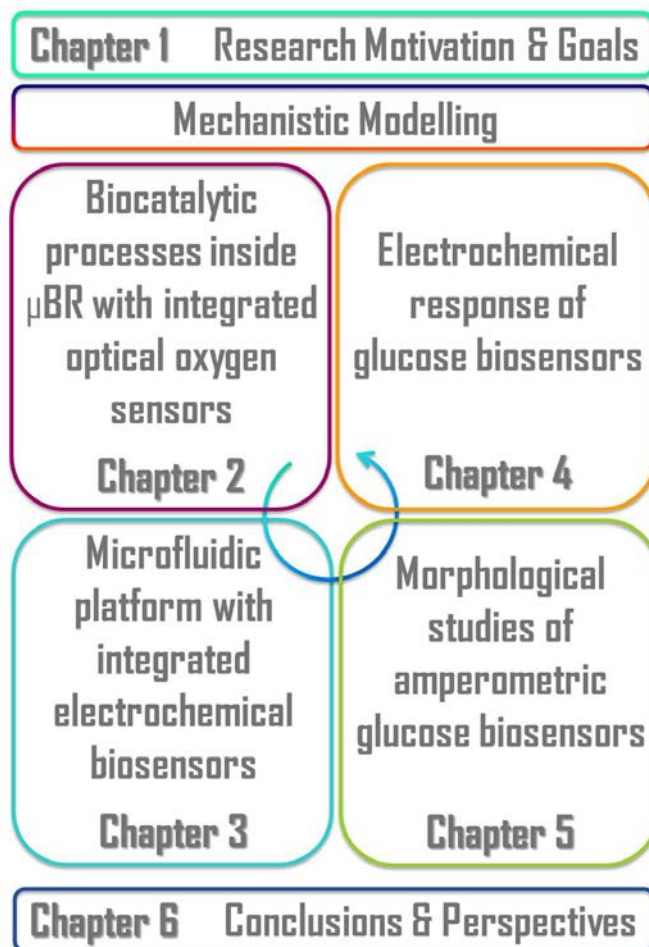 Chapter 1 Research Motivation & Goals
Mechanistic Modelling
Biocatalytic
processes inside
µBR with integrated
optical oxygen
sensors
Chapter 2
Electrochemical
response of
glucose biosensors
Chapter 4
Microfluidic
platform with
integrated
electrochemical
biosensors
Chapter 3
Morphological
studies of
amperometric
glucose biosensors
Chapter 5
Chapter 6 Conclusions & Perspectives